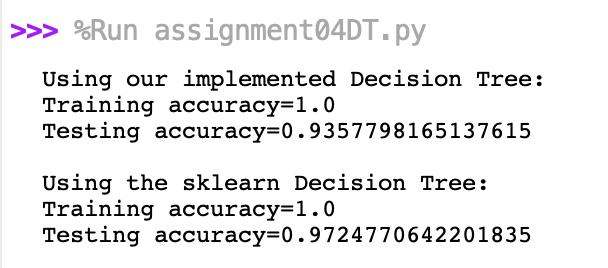 >>> %Run assignment04DT.py
Using our implemented Decision Tree:
Training accuracy=1.0
Testing accuracy=0.9357798165137615
Using the sklearn Decision Tree:
Training accuracy=1.0
Testing accuracy=0.9724770642201835